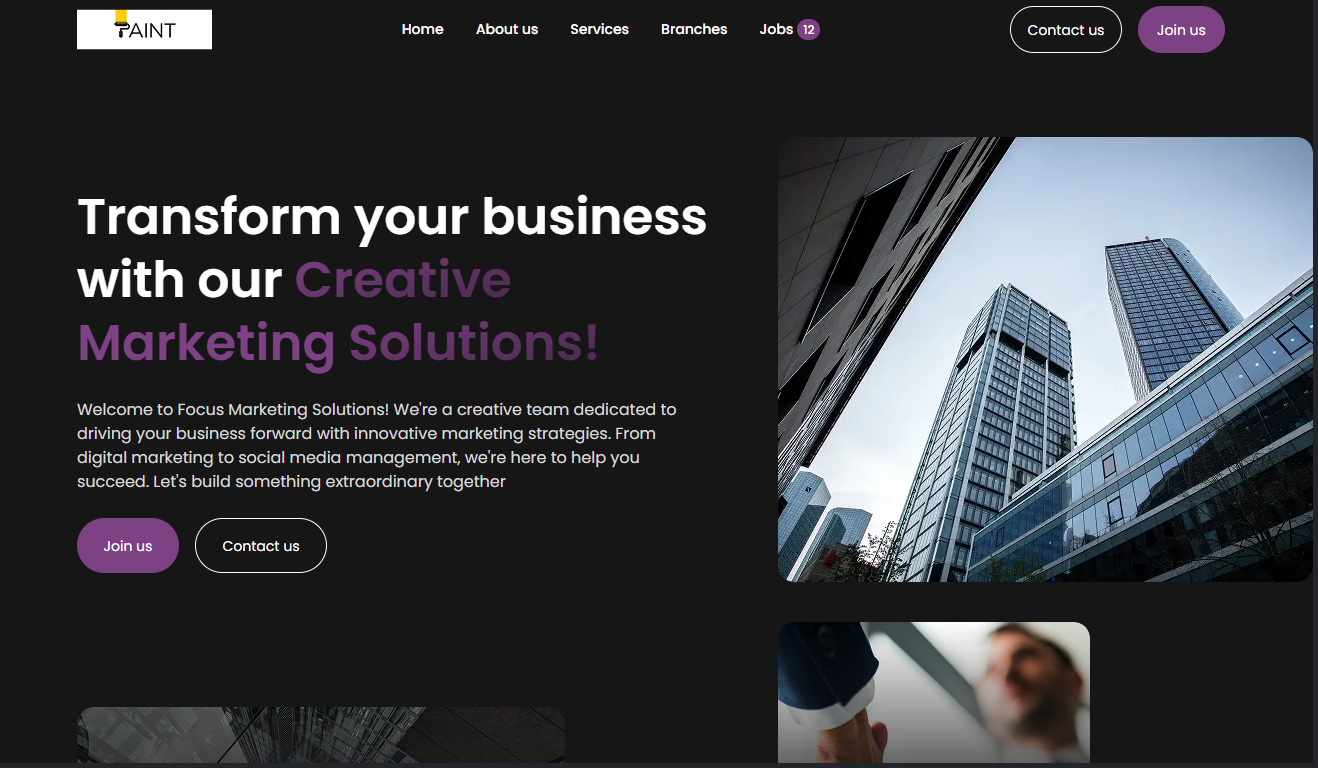 PAINT
Home About us Services Branches Jobs 12
Contact us Join us
Transform your business
with our Creative
Marketing Solutions!
Welcome to Focus Marketing Solutions! We're a creative team dedicated to
driving your business forward with innovative marketing strategies. From
digital marketing to social media management, we're here to help you
succeed. Let's build something extraordinary together
Join us Contact us